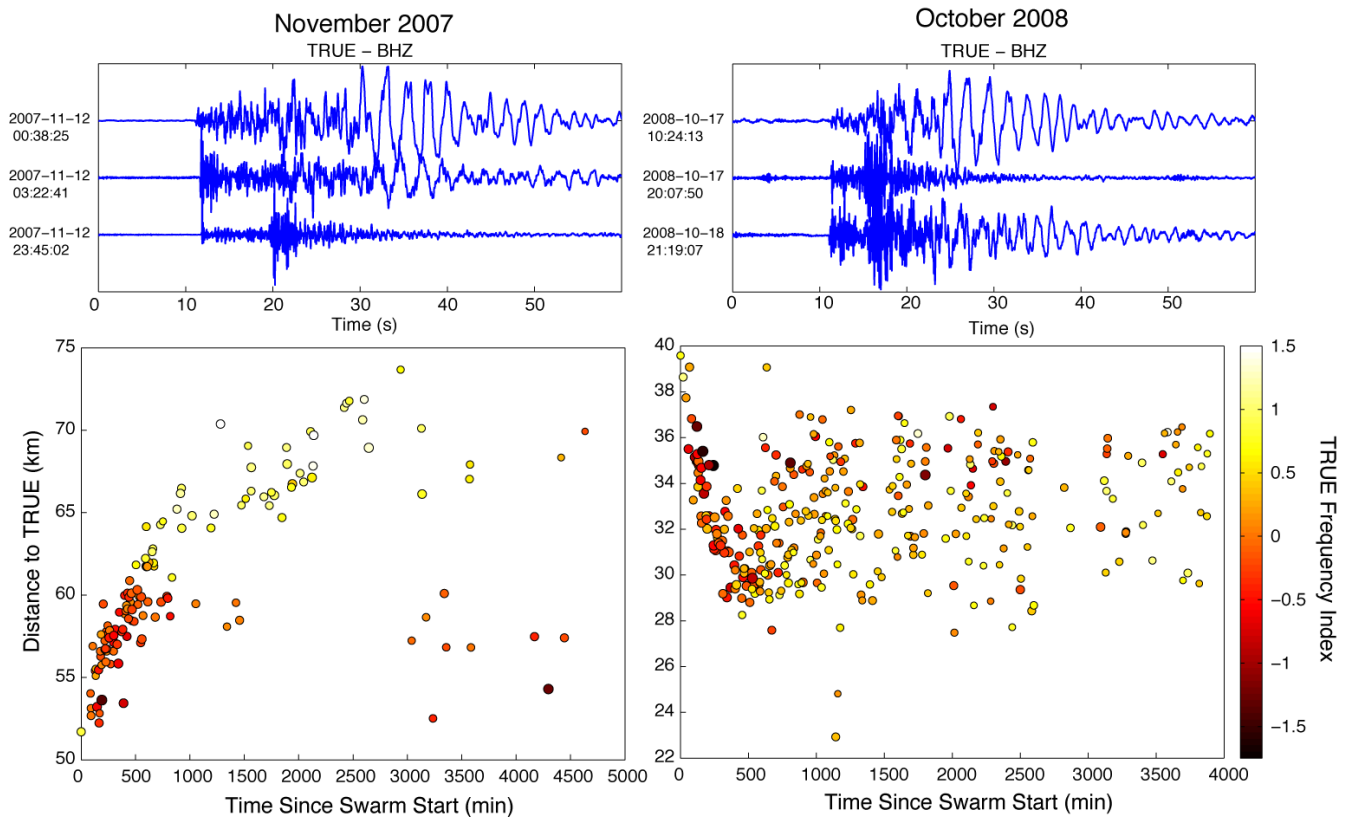 November 2007
TRUE – BHZ
2007–11–12
00:38:25
2007–11–12
03:22:41
2007–11–12
23:45:02
0 10 20 30 40 50
Time (s)
October 2008
TRUE – BHZ
2008–10–17
10:24:13
2008–10–17
20:07:50
2008–10–18
21:19:07
0 10 20 30 40 50
Time (s)
75
70
65
60
55
50
Distance to TRUE (km)
0 500 1000 1500 2000 2500 3000 3500 4000 4500 5000
Time Since Swarm Start (min)
40
38
36
34
32
30
28
26
24
22
0 500 1000 1500 2000 2500 3000 3500 4000
Time Since Swarm Start (min)
1.5
1
0.5
0
−0.5
−1
−1.5
TRUE Frequency Index